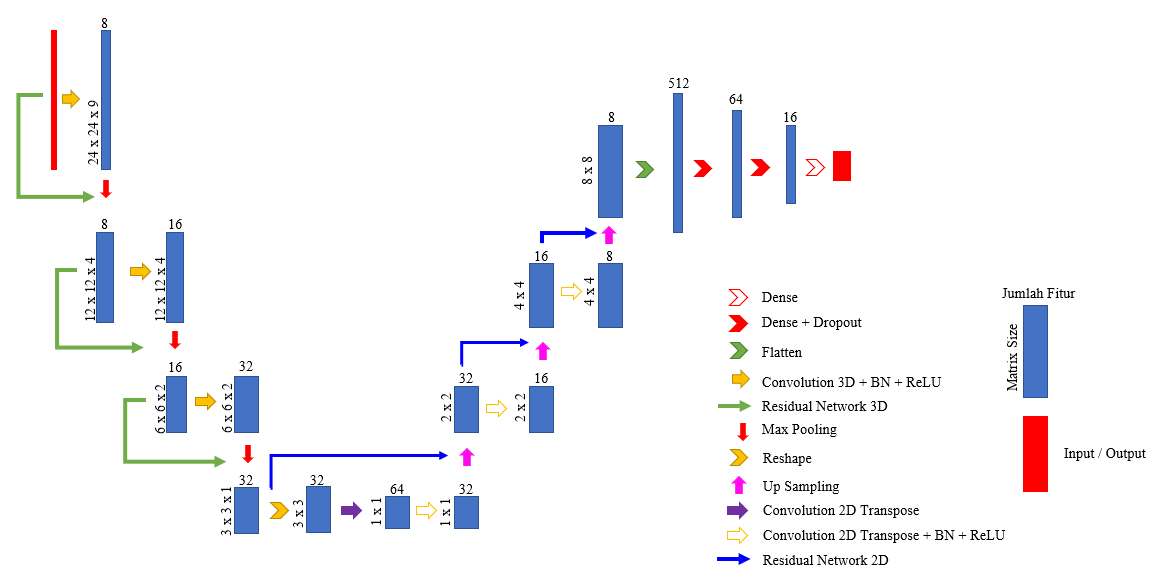 8
24 x 24 x 9
8
16
12 x 12 x 4
12 x 12 x 4
16
32
6 x 6 x 2
6 x 6 x 2
32
32
64
32
3 x 3 x 1
3 x 3
1 x 1
1 x 1
32
16
2 x 2
2 x 2
16
8
4 x 4
4 x 4
8
8 x 8
512
64
16
Dense
Dense + Dropout
Flatten
Convolution 3D + BN + ReLU
Residual Network 3D
Max Pooling
Reshape
Up Sampling
Convolution 2D Transpose
Convolution 2D Transpose + BN + ReLU
Residual Network 2D
Jumlah Fitur
Matrix Size
Input / Output